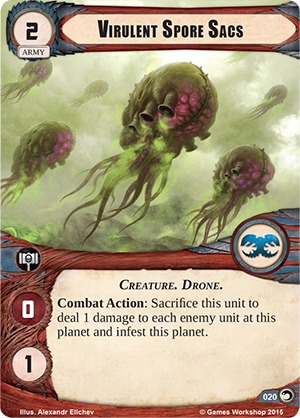 2
ARMY
VIRULENT SPORE SACS
CREATURE. DRONE.
0
Combat Action: Sacrifice this unit to
deal 1 damage to each enemy unit at this
planet and infest this planet.
1
Illus. Alexandr Elichev
© Games Workshop 2015
020